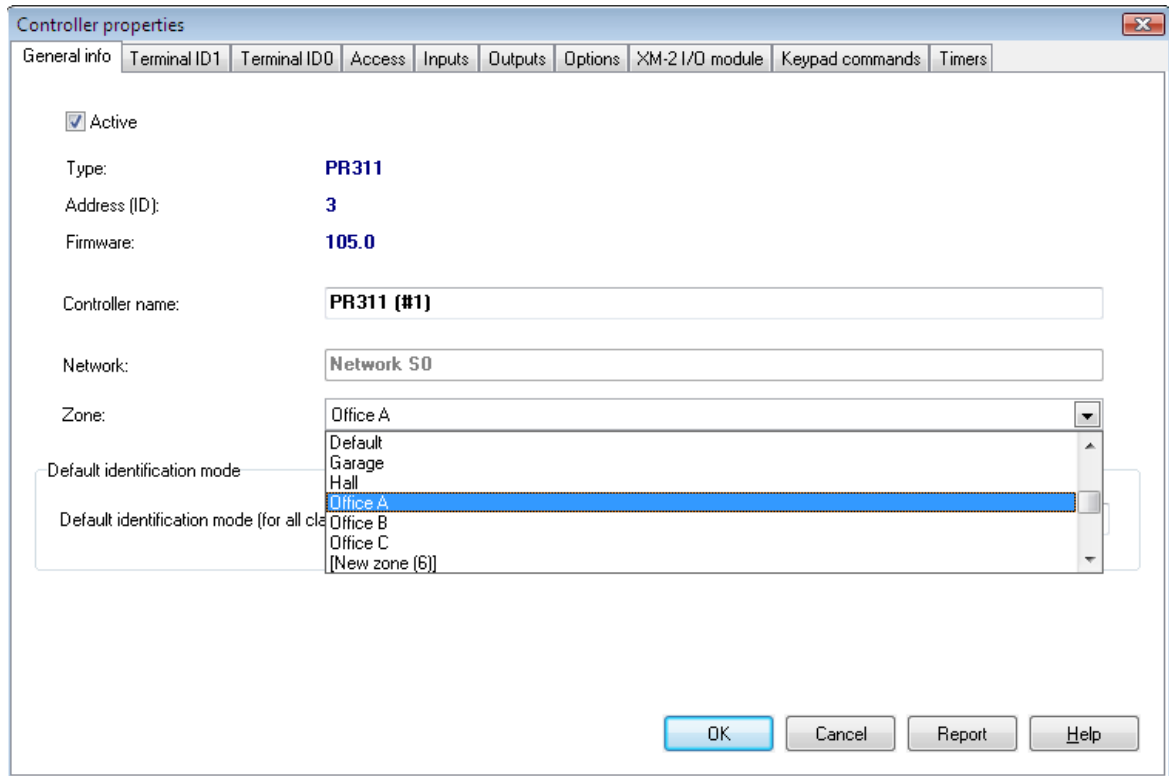 Controller properties
General info Terminal ID1 Terminal ID0 Access Inputs Outputs Options XM-2 I/O module Keypad commands Timers
Active
Type: PR311
Address (ID): 3
Firmware: 105.0
Controller name: PR311 (#1)
Network: Network S0
Zone: Office A
Default
Garage
Hall
Office A
Office B
Office C
[New zone (6)]
Default identification mode
Default identification mode (for all cla
OK Cancel Report Help